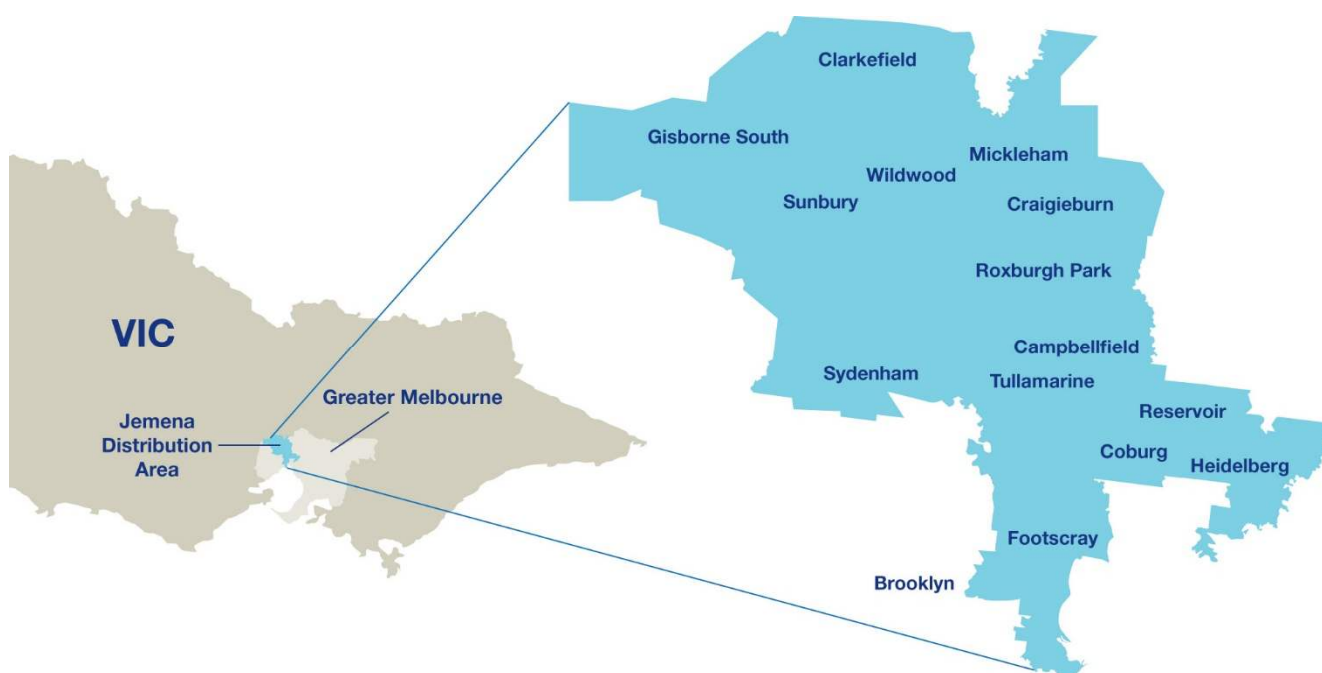 VIC
Jemena
Distribution
Area
Greater Melbourne
Clarkefield
Gisborne South
Mickleham
Wildwood
Sunbury
Craigieburn
Roxburgh Park
Campbellfield
Sydenham
Tullamarine
Reservoir
Coburg
Heidelberg
Footscray
Brooklyn